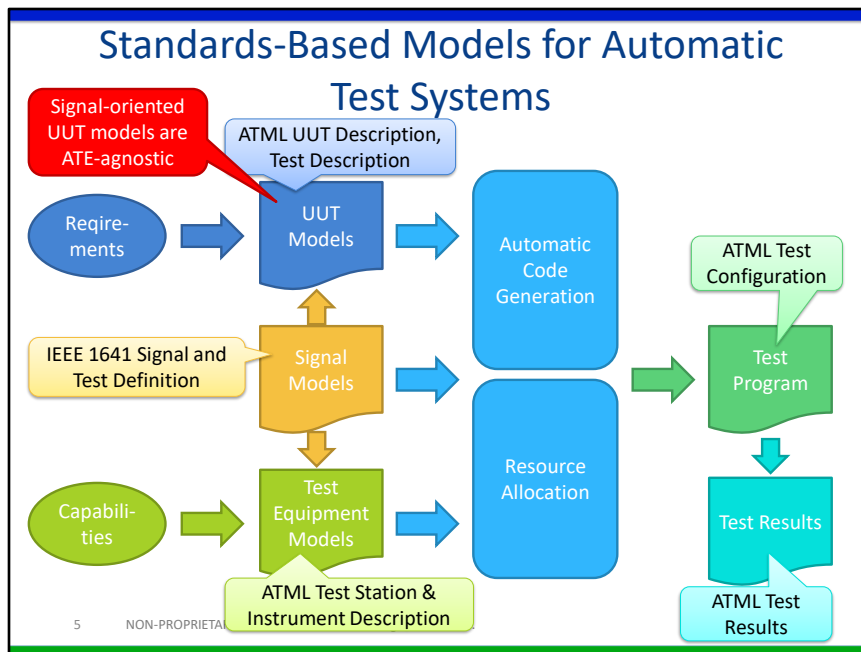 Standards-Based Models for Automatic
Test Systems
Signal-oriented
UUT models are
ATE-agnostic
ATML UUT Description,
Test Description
Reqire-
ments
UUT
Models
Automatic
Code
Generation
ATML Test
Configuration
IEEE 1641 Signal and
Test Definition
Signal
Models
Test
Program
Capabili-
ties
Test
Equipment
Models
Resource
Allocation
Test Results
ATML Test Station &
Instrument Description
ATML Test
Results
5